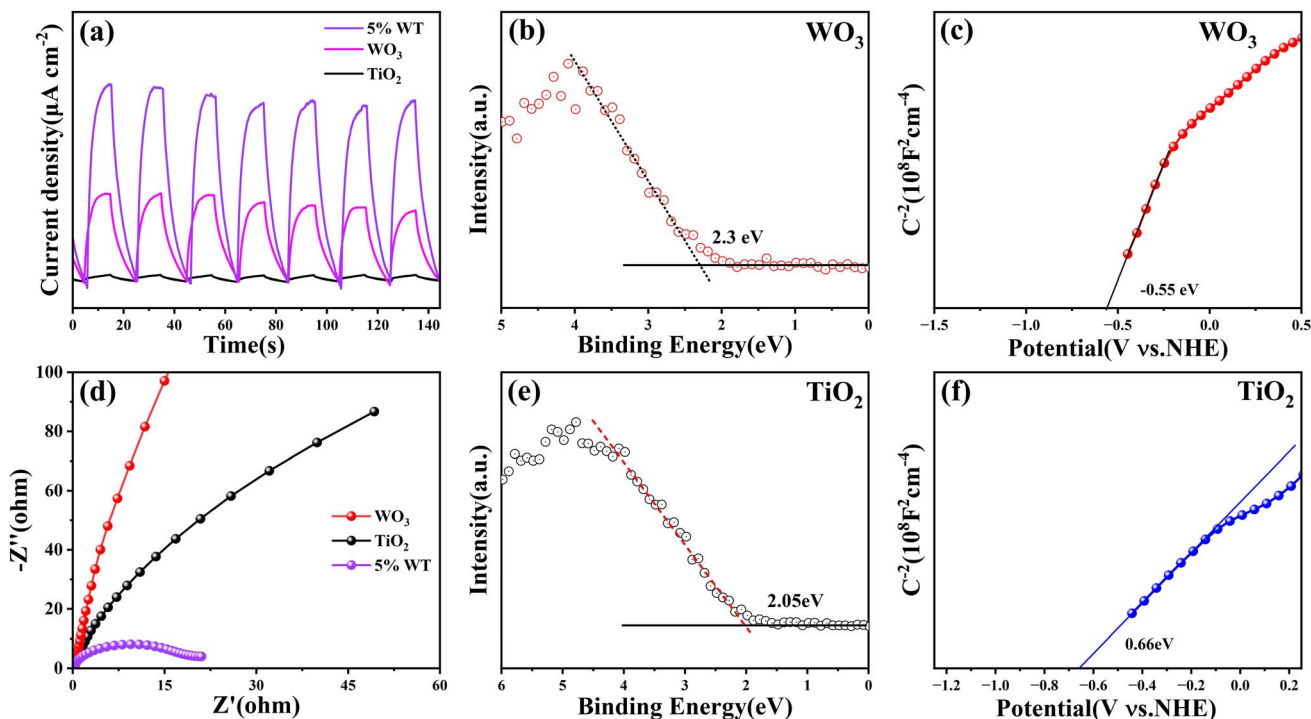 (a)
5% WT
WO₃
TiO₂
Current density(μA cm⁻²)
0 20 40 60 80 100 120 140
Time(s)
(b)
WO₃
Intensity(a.u.)
2.3 eV
5 4 3 2 1 0
Binding Energy(eV)
(c)
WO₃
C⁻²(10⁸F²cm⁻⁴)
-0.55 eV
−1.5 −1.0 −0.5 0.0 0.5
Potential(V vs.NHE)
(d)
-Z''(ohm)
100
80
60
40
20
0
WO₃
TiO₂
5% WT
0 15 30 45 60
Z'(ohm)
(e)
TiO₂
Intensity(a.u.)
2.05eV
6 5 4 3 2 1 0
Binding Energy(eV)
(f)
TiO₂
C⁻²(10⁸F²cm⁻⁴)
0.66eV
−1.2 −1.0 −0.8 −0.6 −0.4 −0.2 0.0 0.2
Potential(V vs.NHE)